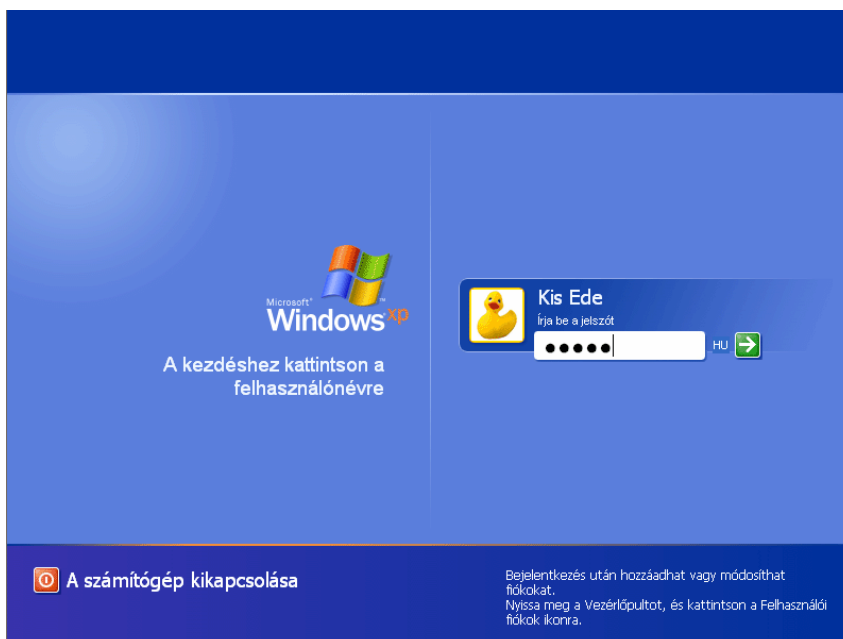 Microsoft®
Windows xp™
A kezdéshez kattintson a
felhasználónévre
Kis Ede
Írja be a jelszót
HU
A számítógép kikapcsolása
Bejelentkezés után hozzáadhat vagy módosíthat
fiókokat.
Nyissa meg a Vezérlőpultot, és kattintson a Felhasználói
fiókok ikonra.